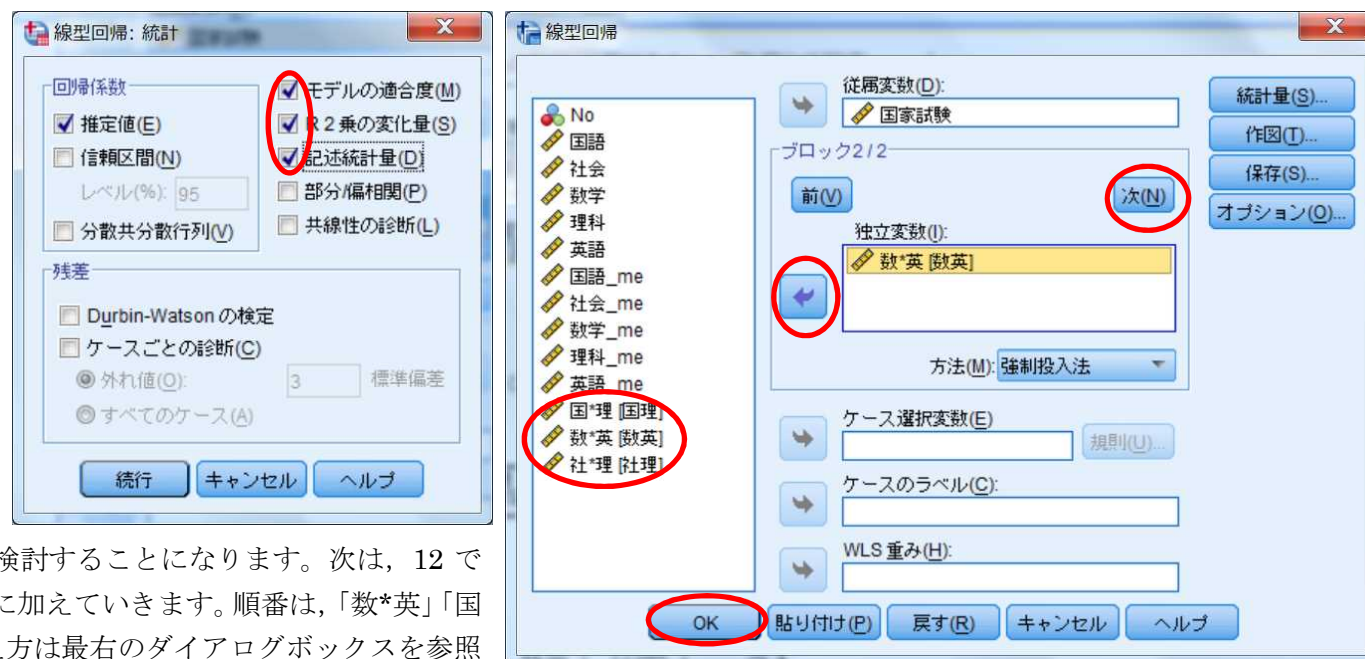 線型回帰: 統計
回帰係数
推定値(E)
信頼区間(N)
レベル(%): 95
分散共分散行列(V)
モデルの適合度(M)
R 2 乗の変化量(S)
記述統計量(D)
部分/偏相関(P)
共線性の診断(L)
残差
Durbin-Watson の検定
ケースごとの診断(C)
外れ値(O): 3 標準偏差
すべてのケース(A)
続行 キャンセル ヘルプ
検討することになります。次は，12 で
に加えていきます。順番は，「数*英」「国
え方は最右のダイアログボックスを参照
線型回帰
No
国語
社会
数学
理科
英語
国語_me
社会_me
数学_me
理科_me
英語_me
国*理 [国理]
数*英 [数英]
社*理 [社理]
従属変数(D):
国家試験
ブロック2/2
前(V) 次(N)
独立変数(I):
数*英 [数英]
方法(M): 強制投入法
ケース選択変数(E)
規則(U)...
ケースのラベル(C):
WLS 重み(H):
統計量(S)...
作図(T)...
保存(S)...
オプション(O)...
OK 貼り付け(P) 戻す(R) キャンセル ヘルプ